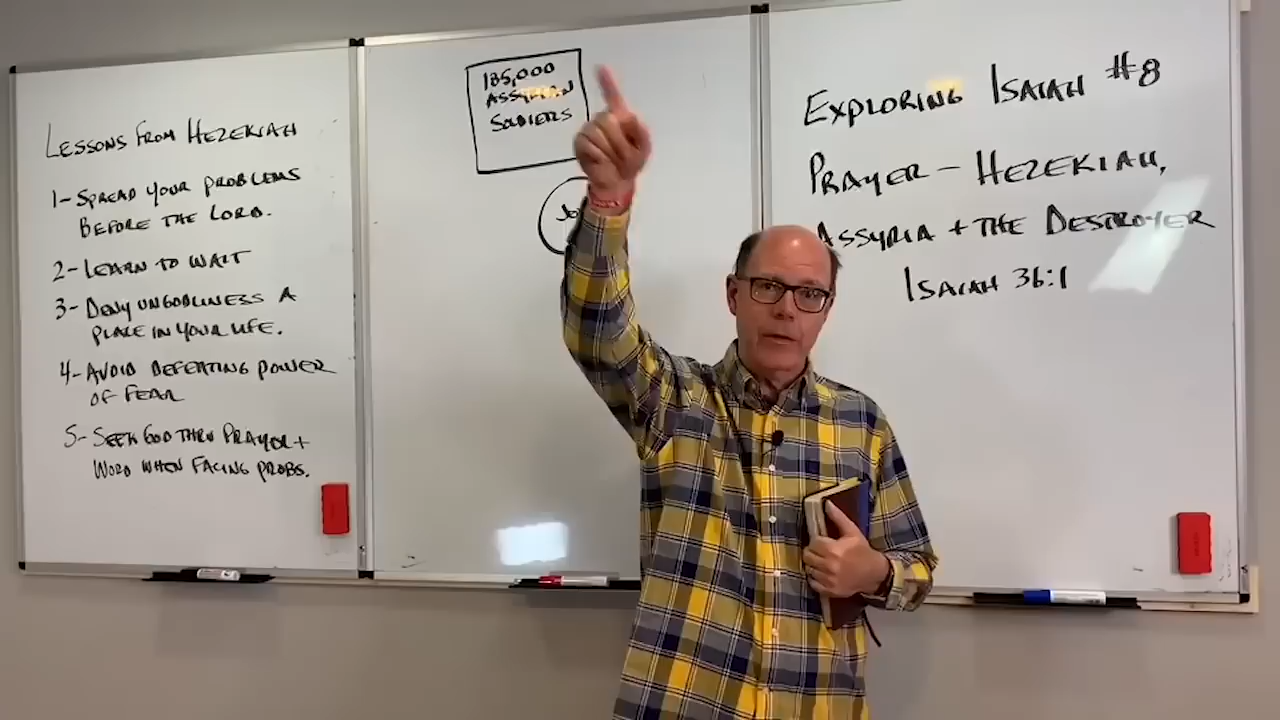 LESSONS FROM HEZEKIAH
1- SPREAD YOUR PROBLEMS
BEFORE THE LORD.
2- LEARN TO WAIT
3- DENY UNGODLINESS A
PLACE IN YOUR LIFE.
4- AVOID DEFEATING POWER
OF FEAR
5- SEEK GOD THRU PRAYER +
WORD WHEN FACING PROBS.
185,000
ASSYRIAN
SOLDIERS
EXPLORING ISAIAH #8
PRAYER - HEZEKIAH,
ASSYRIA + THE DESTROYER
ISAIAH 36:1